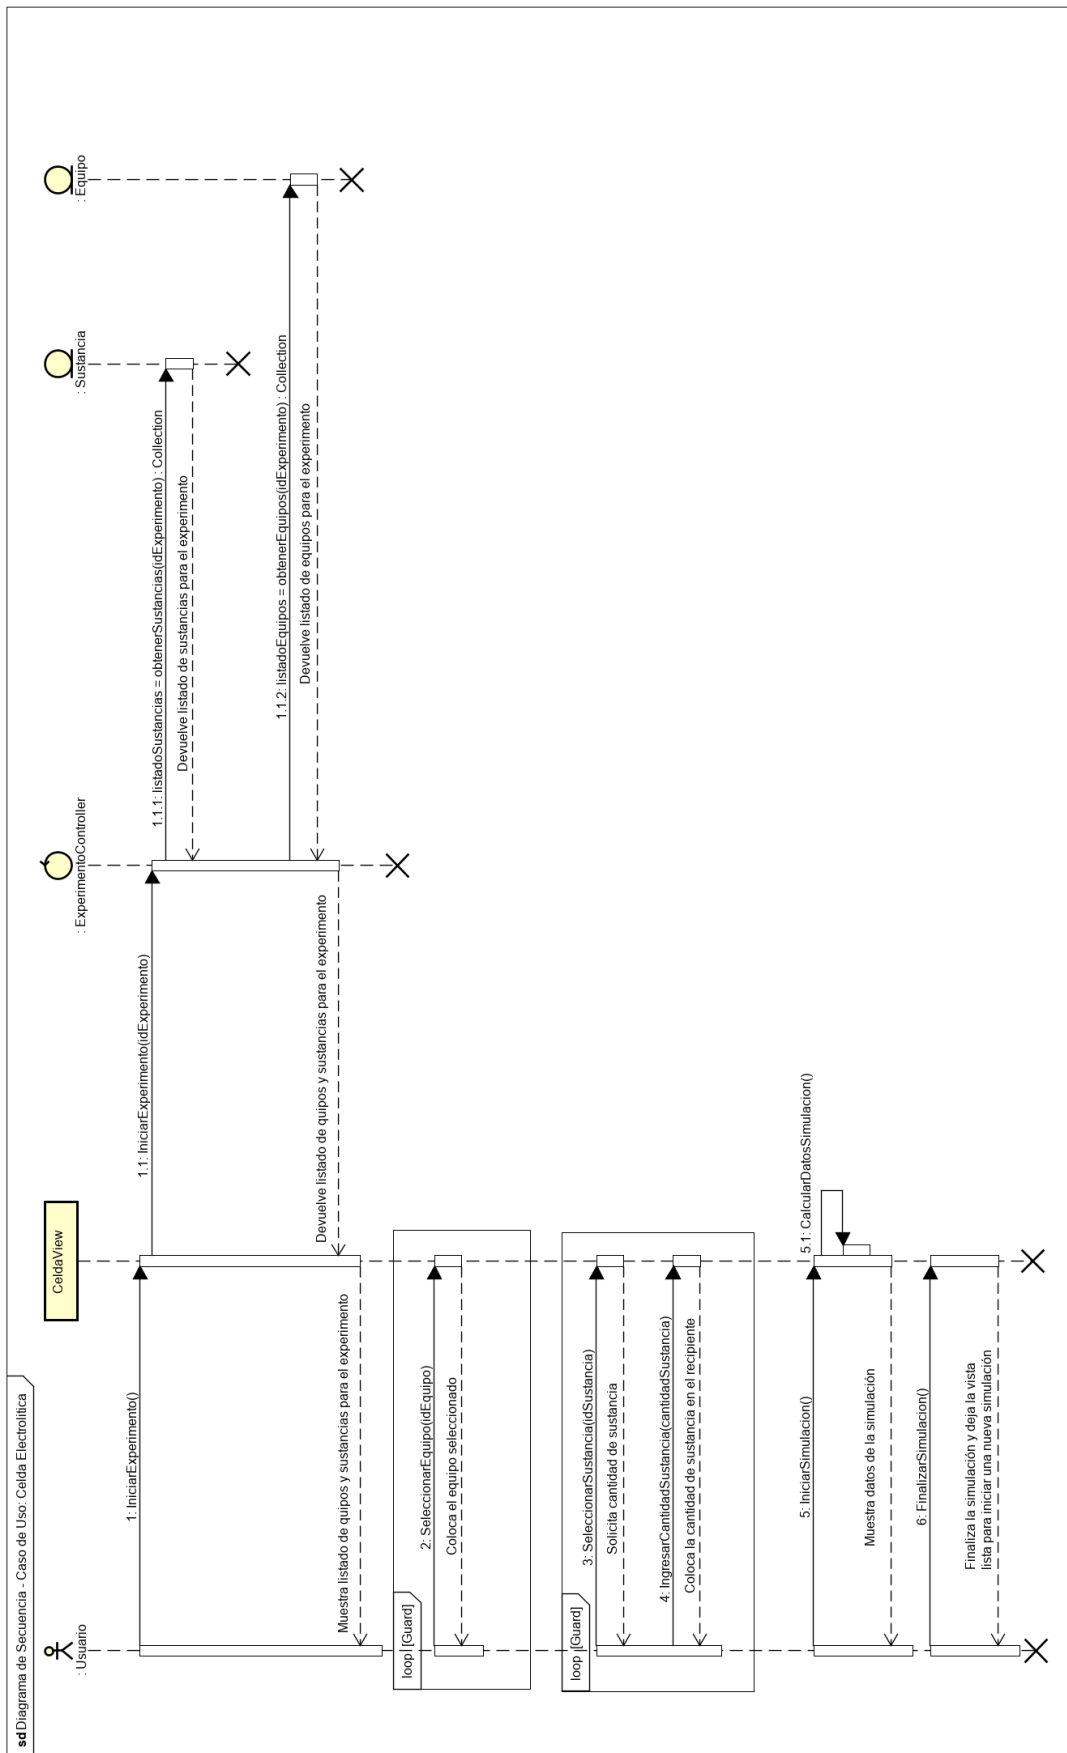 sd Diagrama de Secuencia - Caso de Uso: Celda Electrolítica
: Usuario
CeldaView
: ExperimentoController
: Sustancia
: Equipo
1: IniciarExperimento()
1.1: IniciarExperimento(idExperimento)
1.1.1: listadoSustancias = obtenerSustancias(idExperimento) : Collection
Devuelve listado de sustancias para el experimento
1.1.2: listadoEquipos = obtenerEquipos(idExperimento) : Collection
Devuelve listado de equipos para el experimento
Devuelve listado de quipos y sustancias para el experimento
Muestra listado de quipos y sustancias para el experimento
loop [Guard]
2: SeleccionarEquipo(idEquipo)
Coloca el equipo seleccionado
loop [Guard]
3: SeleccionarSustancia(idSustancia)
Solicita cantidad de sustancia
4: IngresarCantidadSustancia(cantidadSustancia)
Coloca la cantidad de sustancia en el recipiente
5: IniciarSimulacion()
5.1: CalcularDatosSimulacion()
Muestra datos de la simulación
6: FinalizarSimulacion()
Finaliza la simulación y deja la vista
lista para iniciar una nueva simulación